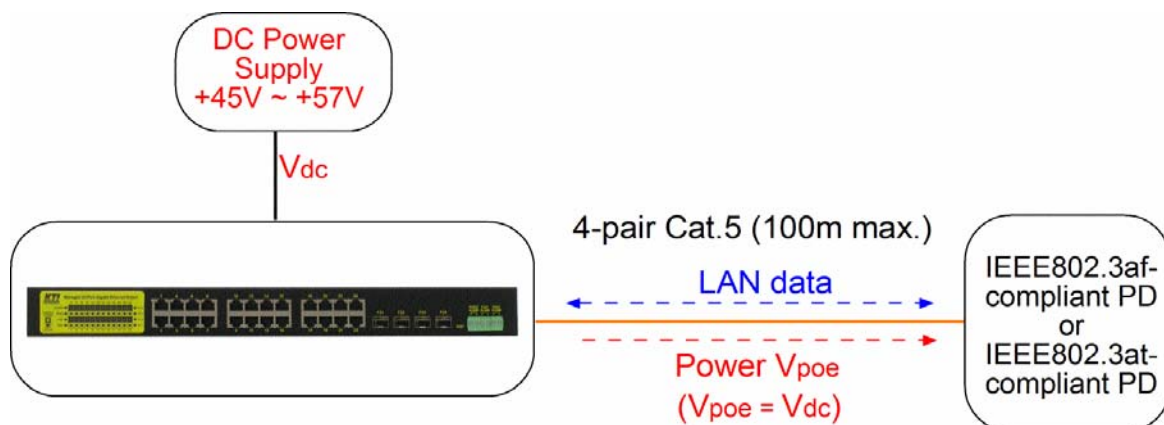 DC Power
Supply
+45V ~ +57V
Vdc
4-pair Cat.5 (100m max.)
LAN data
IEEE802.3af-
compliant PD
or
IEEE802.3at-
compliant PD
Power Vpoe
(Vpoe = Vdc)
KTI